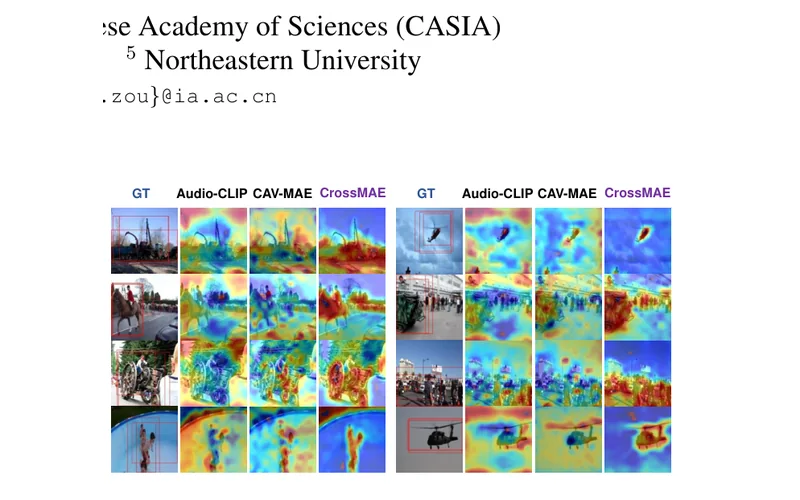 ese Academy of Sciences (CASIA)
5 Northeastern University
.zou}@ia.ac.cn
GT Audio-CLIP CAV-MAE CrossMAE GT Audio-CLIP CAV-MAE CrossMAE